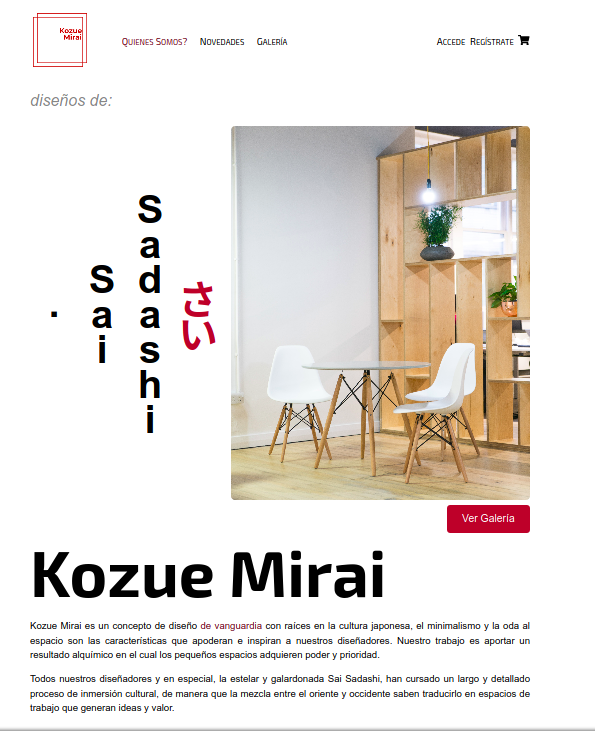 Kozue
Mirai
Quienes Somos? Novedades Galería
Accede Regístrate
diseños de:
さい
Sadashi
Sai
.
Ver Galería
Kozue Mirai
Kozue Mirai es un concepto de diseño de vanguardia con raíces en la cultura japonesa, el minimalismo y la oda al
espacio son las características que apoderan e inspiran a nuestros diseñadores. Nuestro trabajo es aportar un
resultado alquímico en el cual los pequeños espacios adquieren poder y prioridad.
Todos nuestros diseñadores y en especial, la estelar y galardonada Sai Sadashi, han cursado un largo y detallado
proceso de inmersión cultural, de manera que la mezcla entre el oriente y occidente saben traducirlo en espacios de
trabajo que generan ideas y valor.